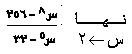 نهــا س^٨ – ٢٥٦
س ← ٢ س^٥ – ٣٢